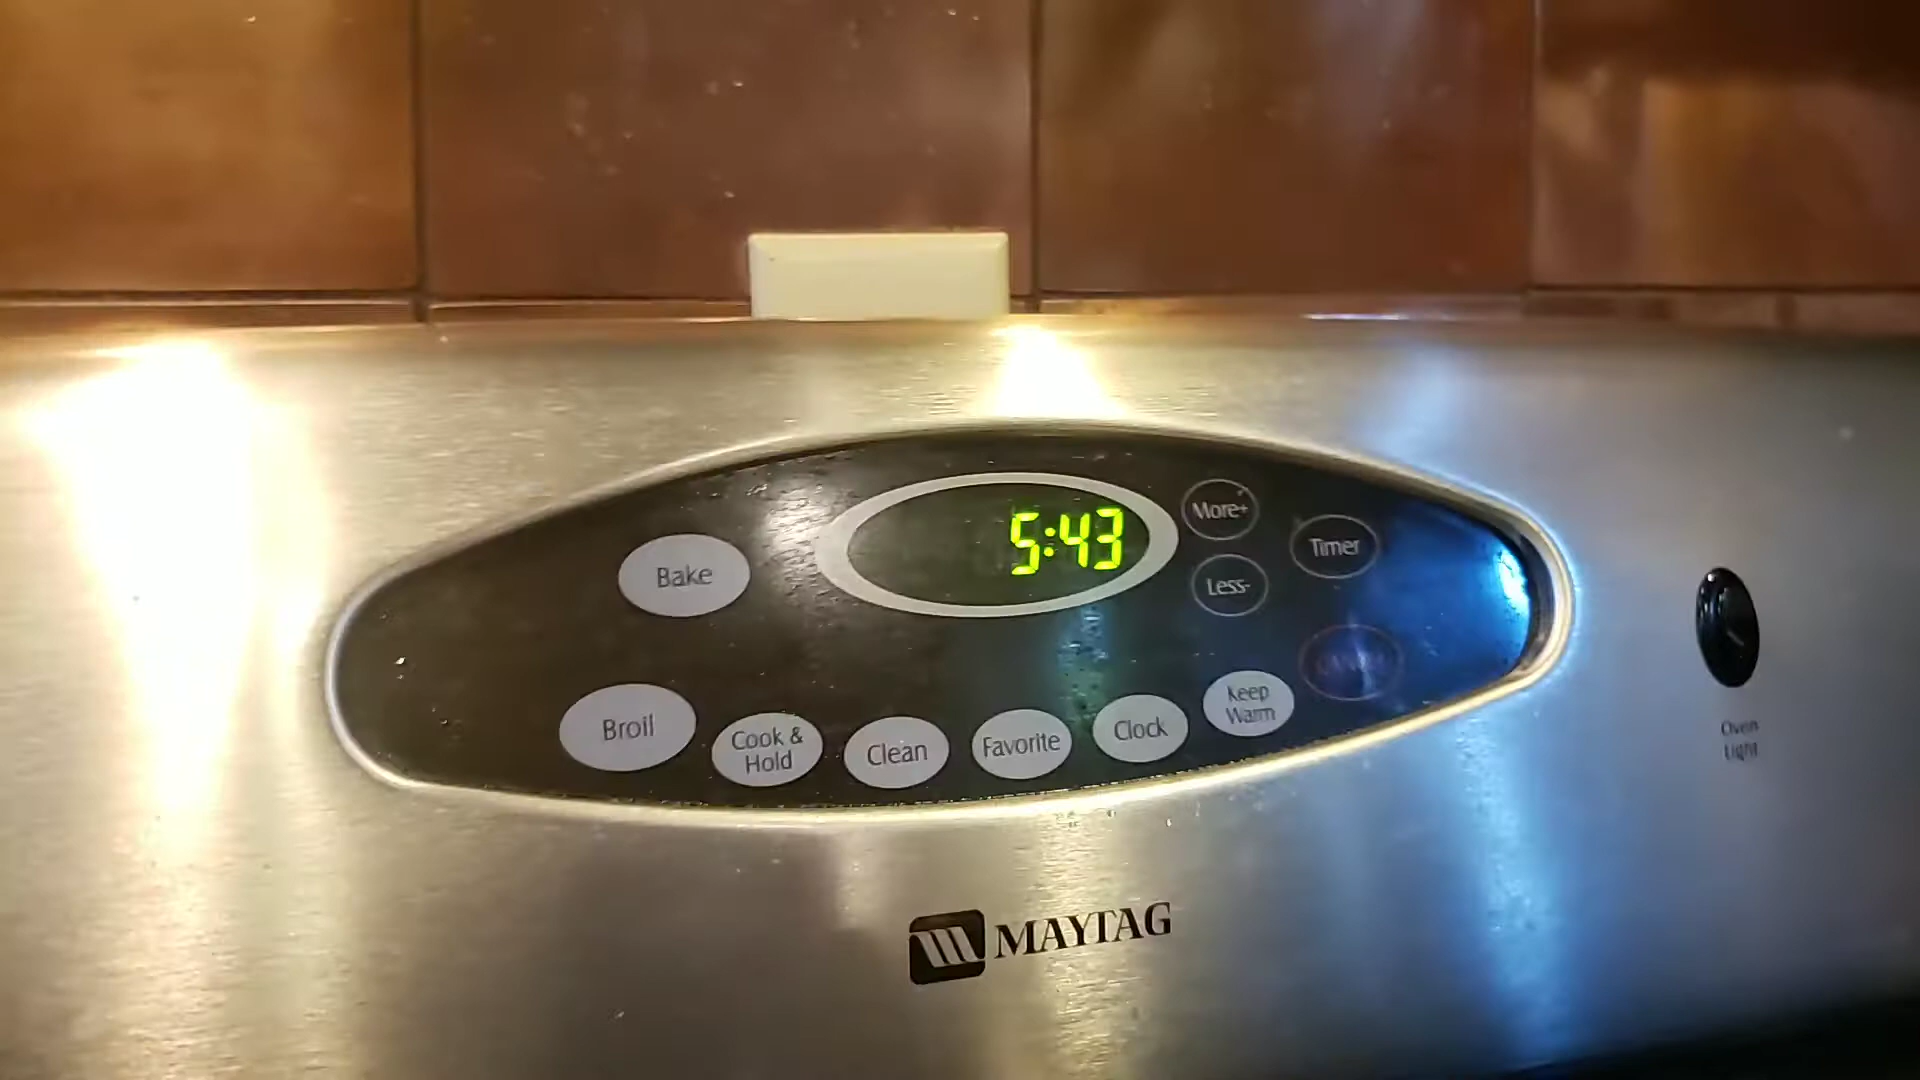 5:43
More+
Less-
Timer
Bake
Broil
Cook &
Hold
Clean
Favorite
Clock
Keep
Warm
Oven
Light
MAYTAG